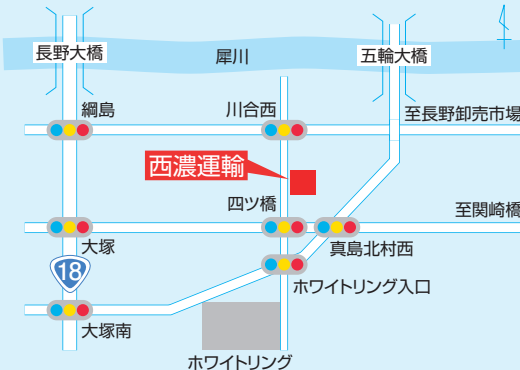 長野大橋
犀川
五輪大橋
綱島
川合西
至長野卸売市場
西濃運輸
四ツ橋
至関崎橋
大塚
真島北村西
18
ホワイトリング入口
大塚南
ホワイトリング